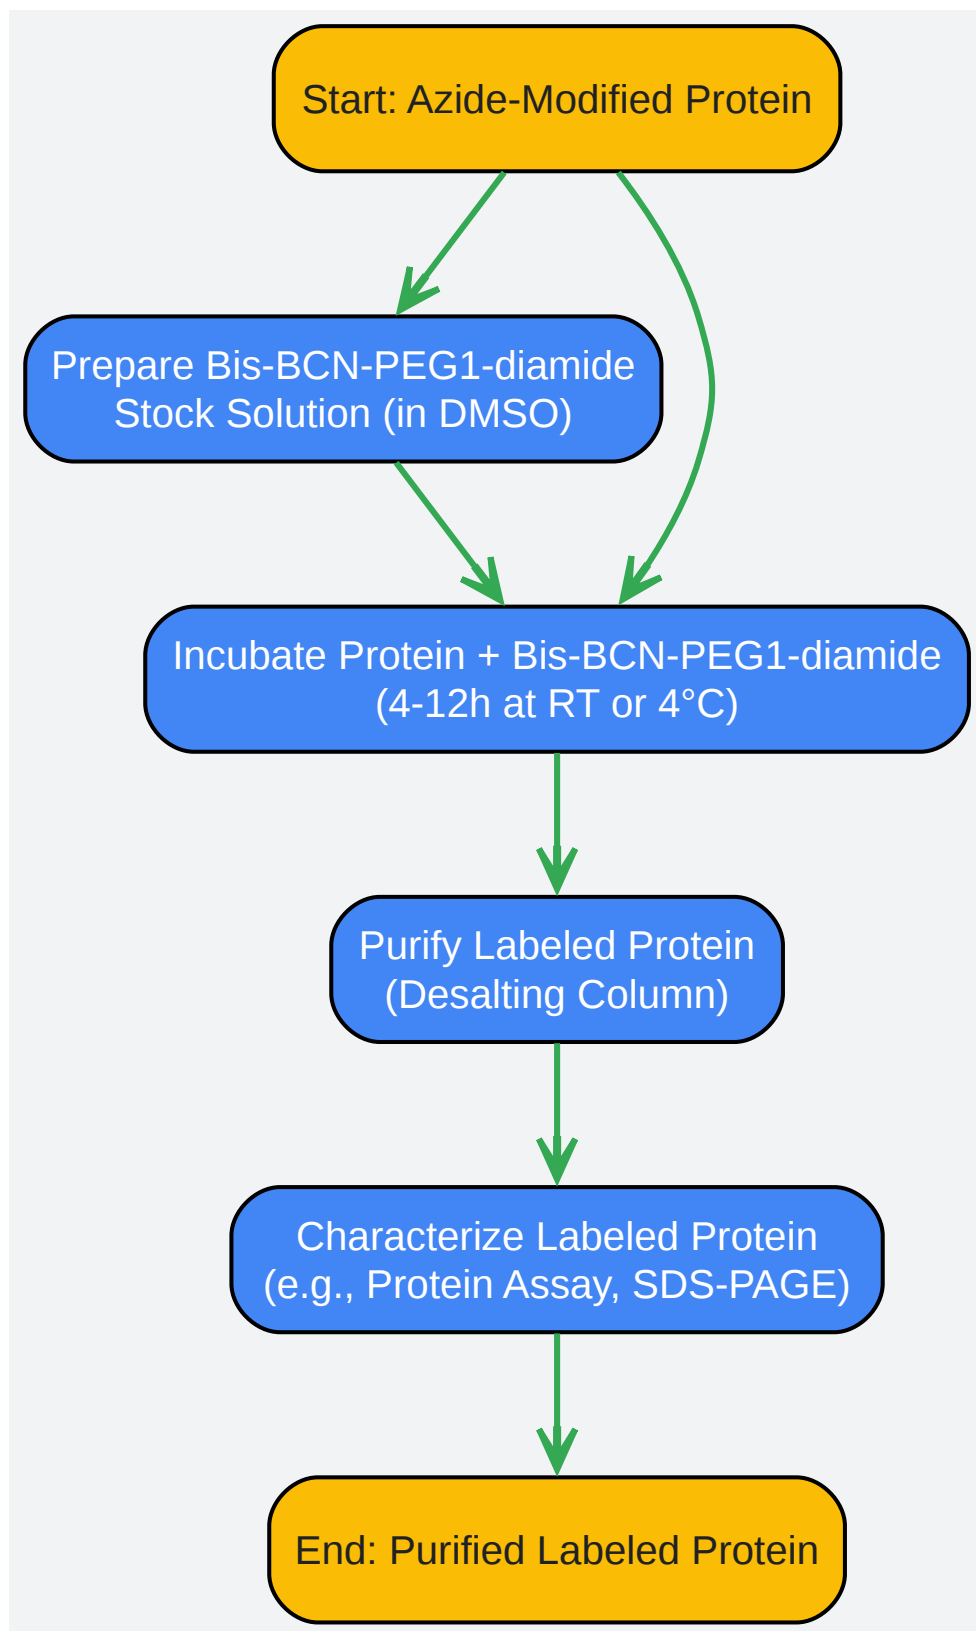 Start: Azide-Modified Protein
Prepare Bis-BCN-PEG1-diamide
Stock Solution (in DMSO)
Incubate Protein + Bis-BCN-PEG1-diamide
(4-12h at RT or 4°C)
Purify Labeled Protein
(Desalting Column)
Characterize Labeled Protein
(e.g., Protein Assay, SDS-PAGE)
End: Purified Labeled Protein